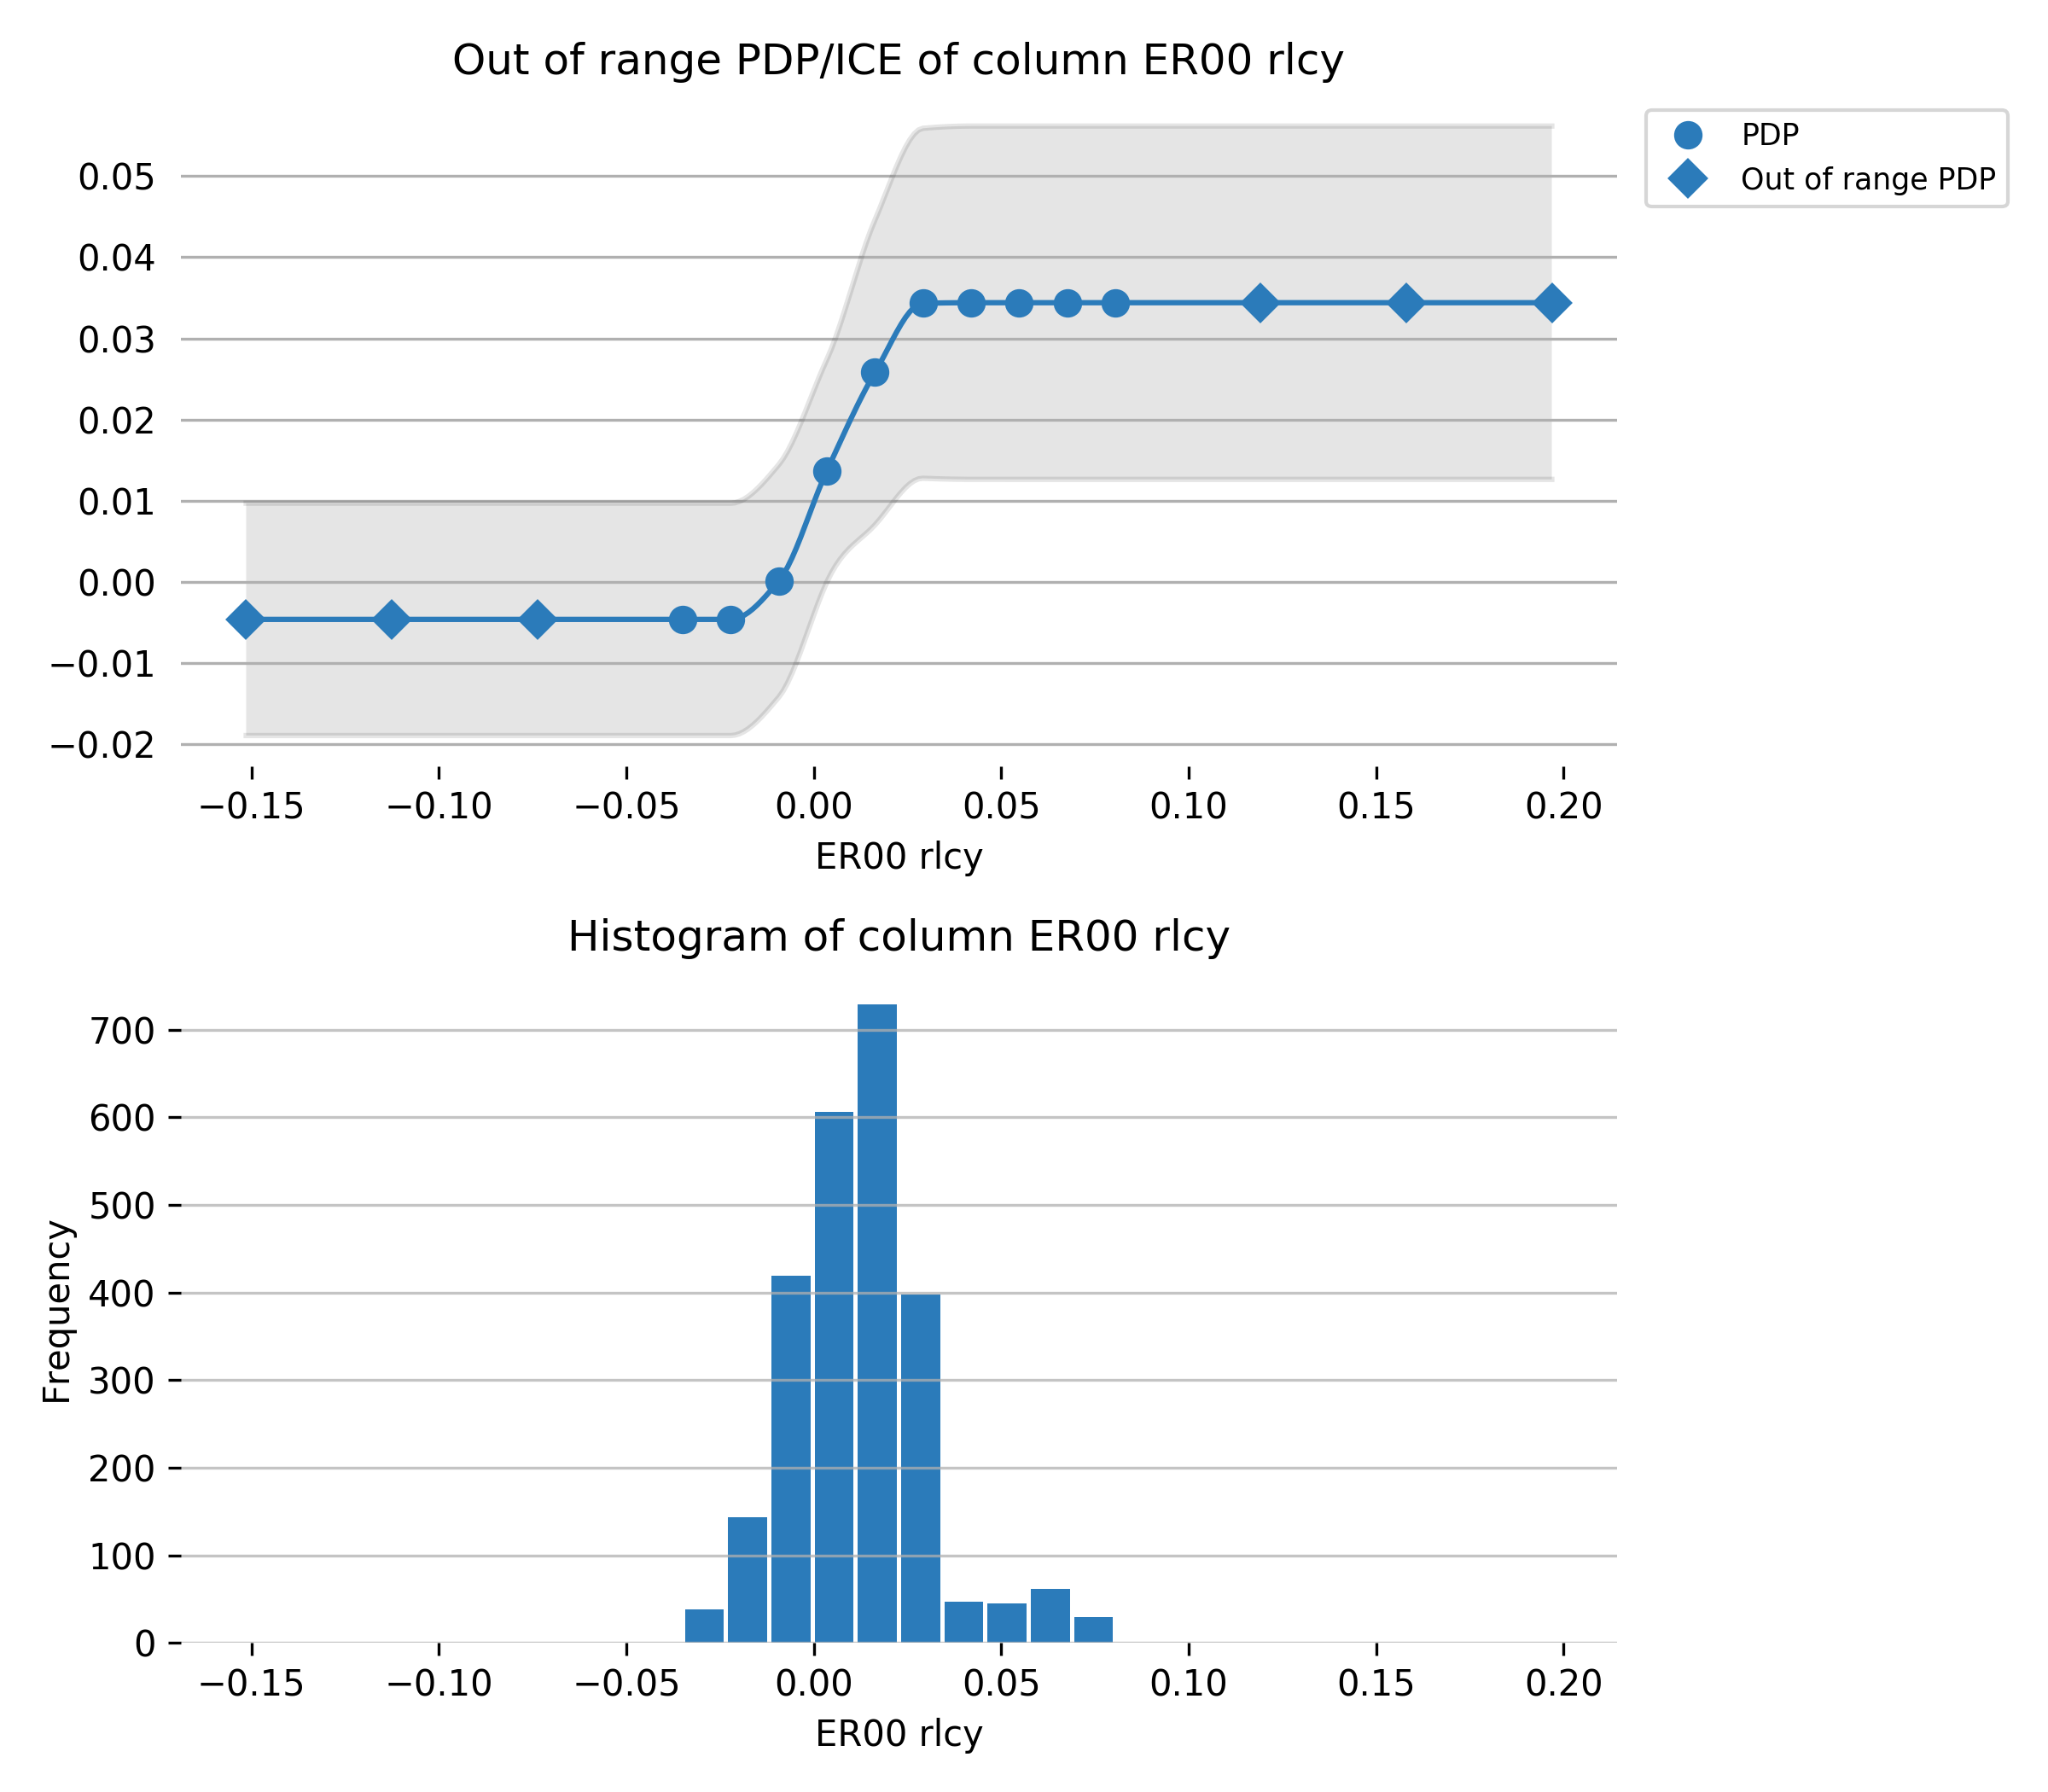 Out of range PDP/ICE of column ER00 rlcy
PDP
Out of range PDP
0.05
0.04
0.03
0.02
0.01
0.00
−0.01
−0.02
−0.15 −0.10 −0.05 0.00 0.05 0.10 0.15 0.20
ER00 rlcy
Histogram of column ER00 rlcy
Frequency
700
600
500
400
300
200
100
0
−0.15 −0.10 −0.05 0.00 0.05 0.10 0.15 0.20
ER00 rlcy